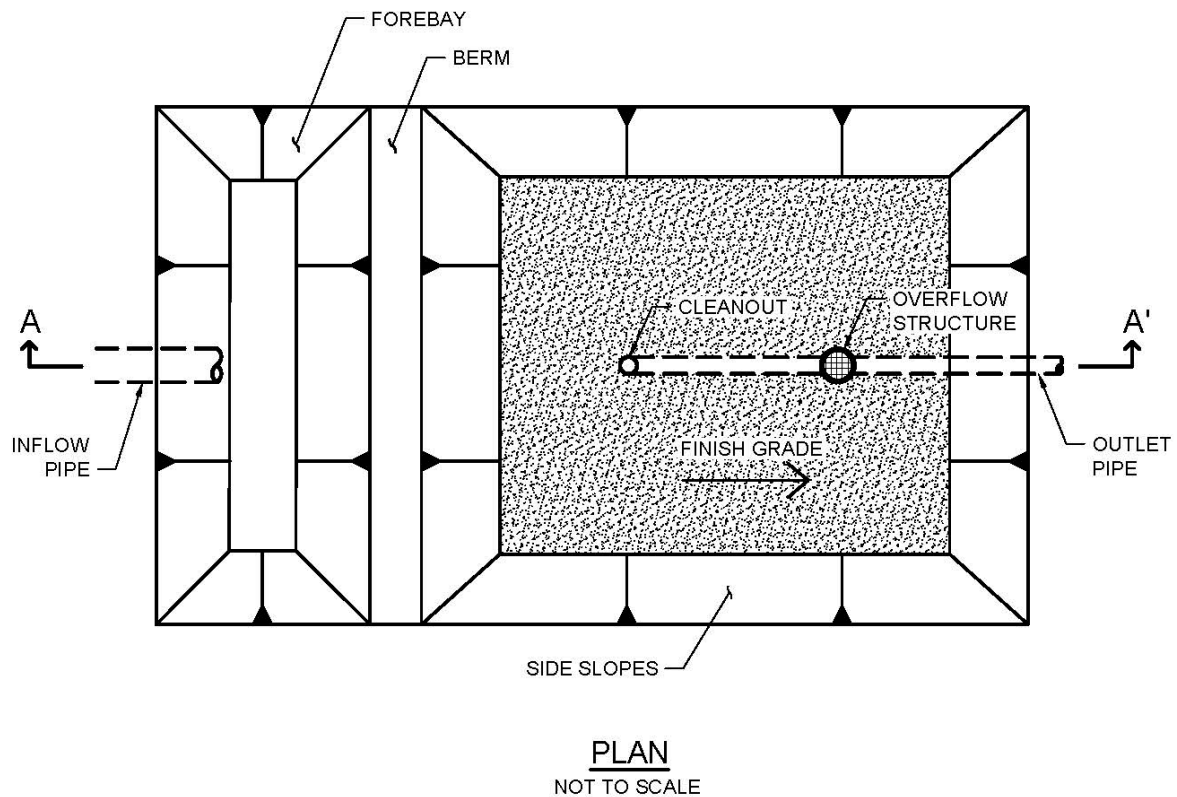 FOREBAY
BERM
CLEANOUT
OVERFLOW
STRUCTURE
A
A'
INFLOW
PIPE
OUTLET
PIPE
FINISH GRADE
SIDE SLOPES
PLAN
NOT TO SCALE